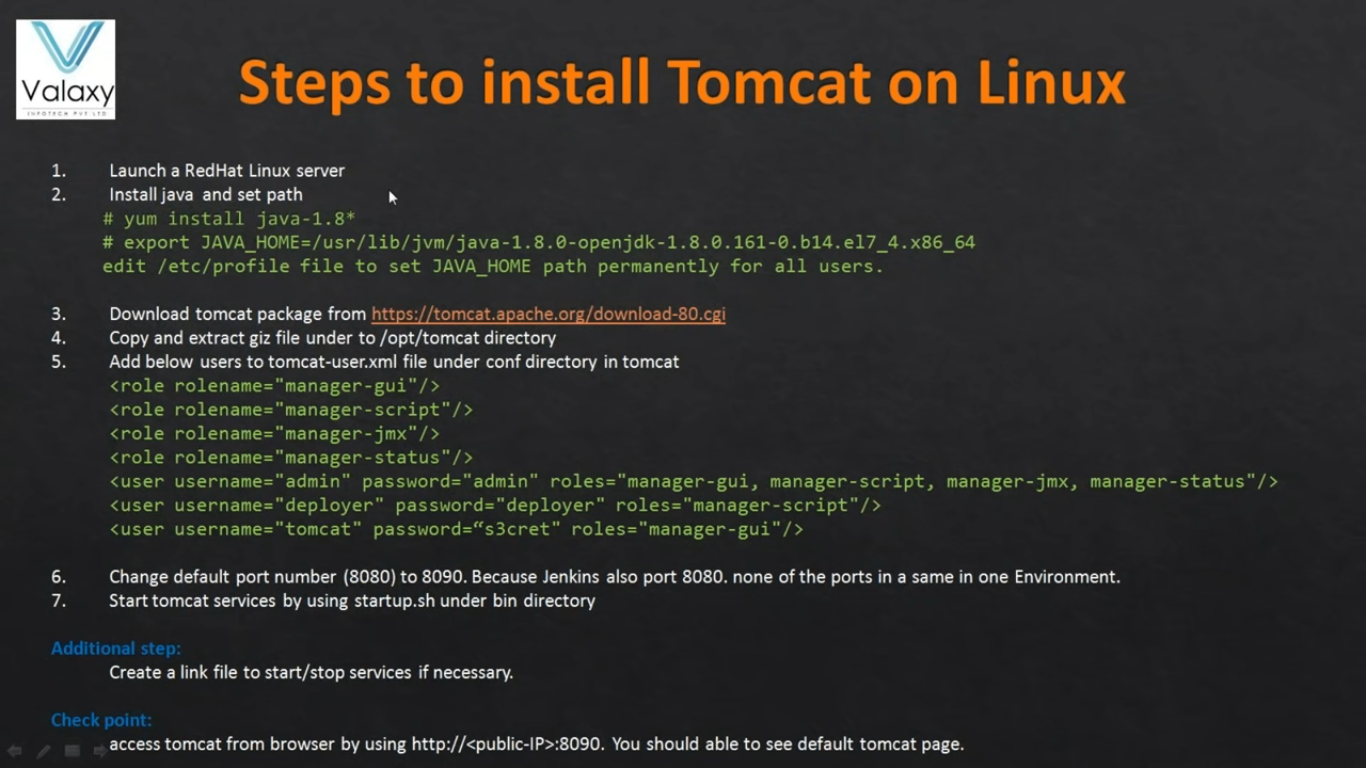 Valaxy
INFOTECH PVT LTD
Steps to install Tomcat on Linux
1. Launch a RedHat Linux server
2. Install java and set path
# yum install java-1.8*
# export JAVA_HOME=/usr/lib/jvm/java-1.8.0-openjdk-1.8.0.161-0.b14.el7_4.x86_64
edit /etc/profile file to set JAVA_HOME path permanently for all users.
3. Download tomcat package from https://tomcat.apache.org/download-80.cgi
4. Copy and extract giz file under to /opt/tomcat directory
5. Add below users to tomcat-user.xml file under conf directory in tomcat
<role rolename="manager-gui"/>
<role rolename="manager-script"/>
<role rolename="manager-jmx"/>
<role rolename="manager-status"/>
<user username="admin" password="admin" roles="manager-gui, manager-script, manager-jmx, manager-status"/>
<user username="deployer" password="deployer" roles="manager-script"/>
<user username="tomcat" password=“s3cret" roles="manager-gui"/>
6. Change default port number (8080) to 8090. Because Jenkins also port 8080. none of the ports in a same in one Environment.
7. Start tomcat services by using startup.sh under bin directory
Additional step:
Create a link file to start/stop services if necessary.
Check point:
access tomcat from browser by using http://<public-IP>:8090. You should able to see default tomcat page.